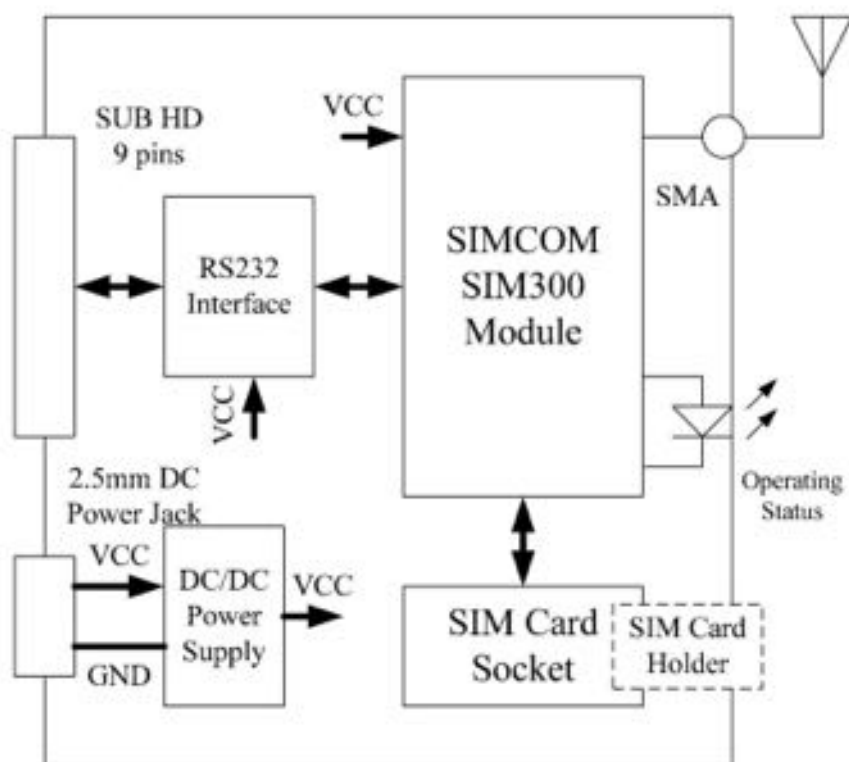 SUB HD
9 pins
VCC
SMA
SIMCOM
SIM300
Module
RS232
Interface
VCC
2.5mm DC
Power Jack
VCC
GND
DC/DC
Power
Supply
VCC
Operating
Status
SIM Card
Socket
SIM Card
Holder